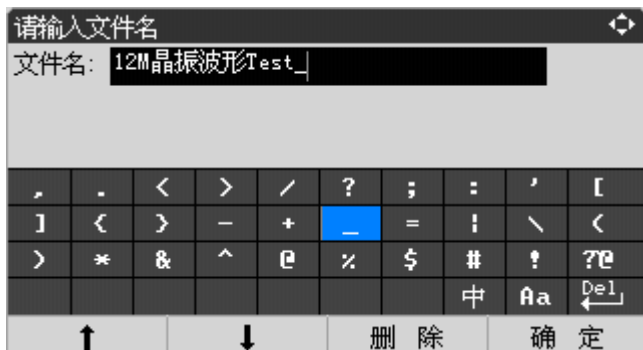 请输入文件名
文件名: 12M晶振波形Test_
, . < > / ? ; : ' [
] { } - + _ = ¦ \ (
) * & ^ @ % $ # ! ?@
中 Aa Del
↑ ↓ 删 除 确 定